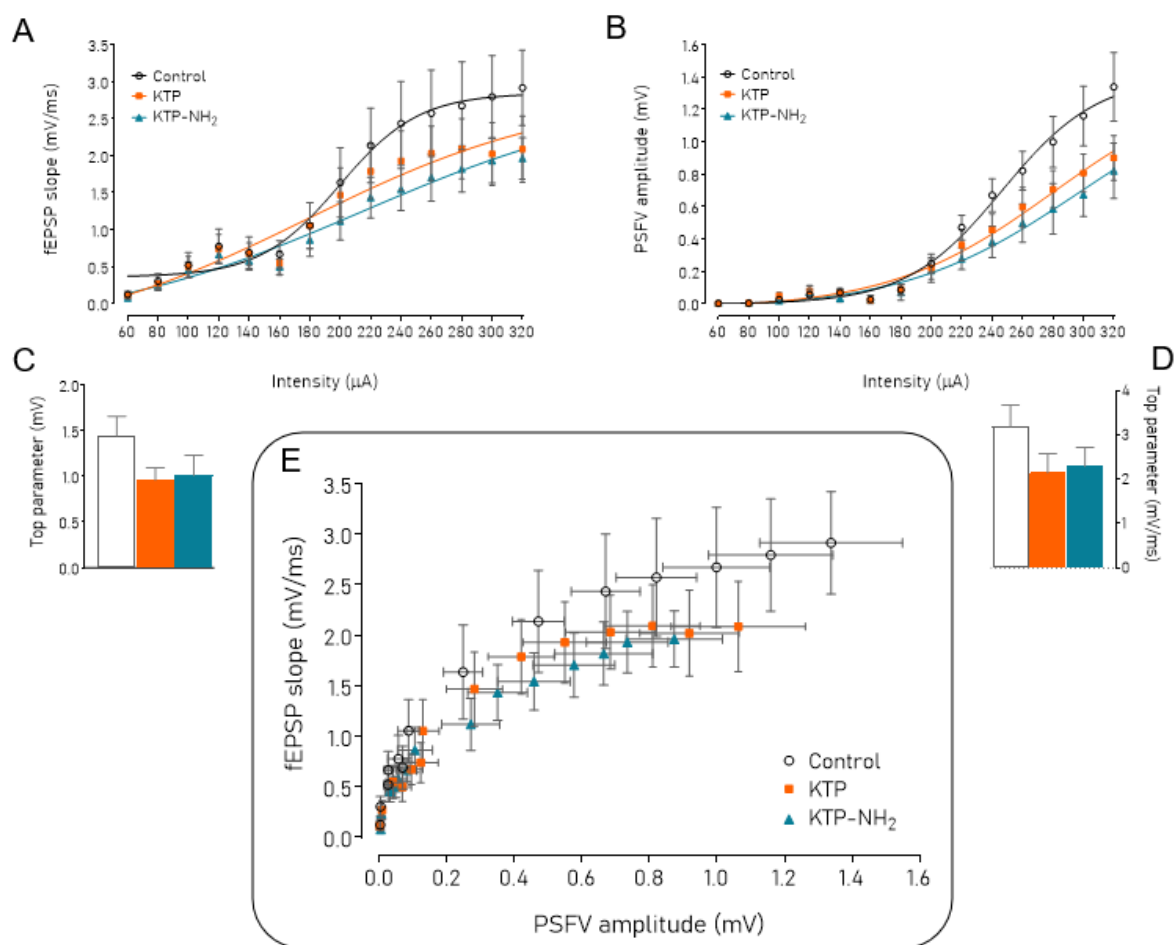 A
fEPSP slope (mV/ms)
3.5
3.0
2.5
2.0
1.5
1.0
0.5
0.0
Control
KTP
KTP-NH2
60 80 100 120 140 160 180 200 220 240 260 280 300 320
Intensity (µA)
B
PSFV amplitude (mV)
1.6
1.4
1.2
1.0
0.8
0.6
0.4
0.2
0.0
Control
KTP
KTP-NH2
60 80 100 120 140 160 180 200 220 240 260 280 300 320
Intensity (µA)
C
Top parameter (mV)
2.0
1.5
1.0
0.5
0.0
D
Top parameter (mV/ms)
4
3
2
1
0
E
fEPSP slope (mV/ms)
3.5
3.0
2.5
2.0
1.5
1.0
0.5
0.0
Control
KTP
KTP-NH2
0.0 0.2 0.4 0.6 0.8 1.0 1.2 1.4 1.6
PSFV amplitude (mV)